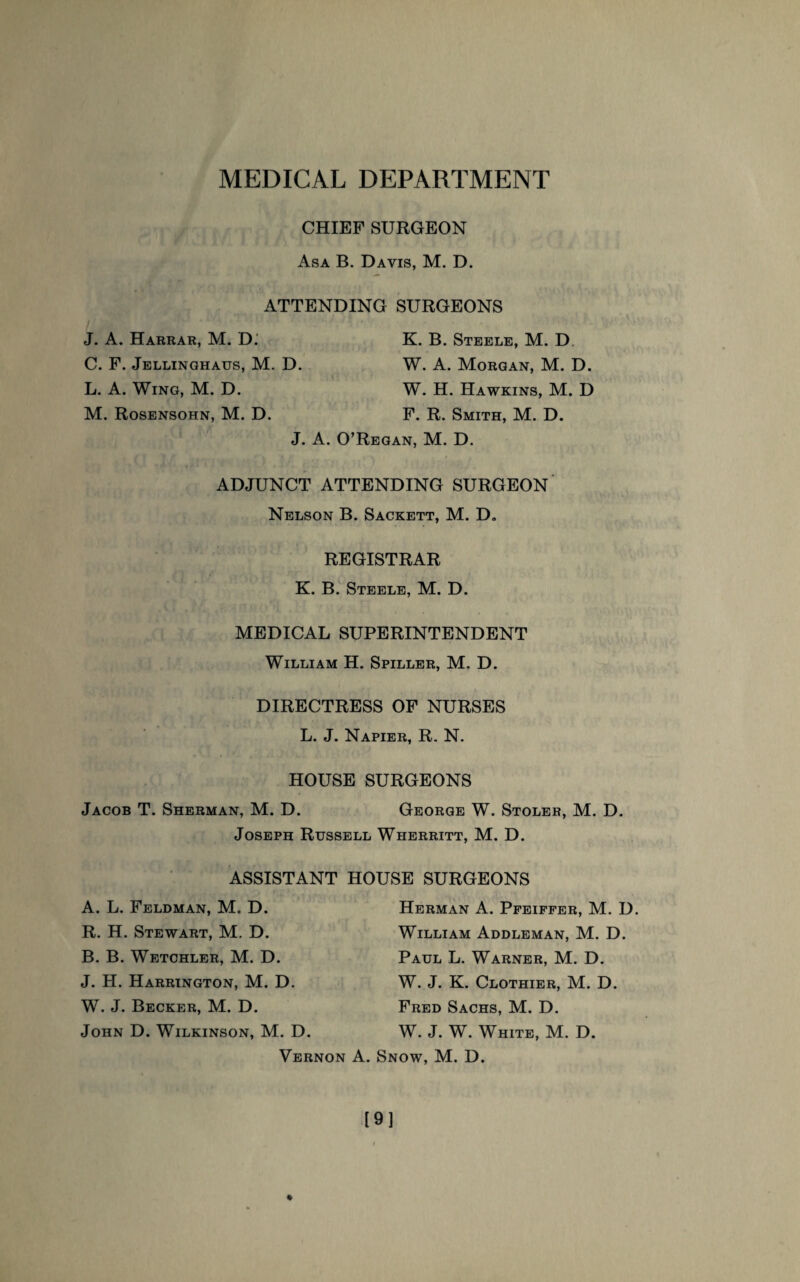 MEDICAL DEPARTMENT
CHIEF SURGEON
Asa B. Davis, M. D.
ATTENDING SURGEONS
J. A. Harrar, M. D. K. B. Steele, M. D.
C. F. Jellinghaus, M. D. W. A. Morgan, M. D.
L. A. Wing, M. D. W. H. Hawkins, M. D
M. Rosensohn, M. D. F. R. Smith, M. D.
J. A. O'Regan, M. D.
ADJUNCT ATTENDING SURGEON
Nelson B. Sackett, M. D.
REGISTRAR
K. B. Steele, M. D.
MEDICAL SUPERINTENDENT
William H. Spiller, M. D.
DIRECTRESS OF NURSES
L. J. Napier, R. N.
HOUSE SURGEONS
Jacob T. Sherman, M. D. George W. Stoler, M. D.
Joseph Russell Wherritt, M. D.
ASSISTANT HOUSE SURGEONS
A. L. Feldman, M. D. Herman A. Pfeiffer, M. D.
R. H. Stewart, M. D. William Addleman, M. D.
B. B. Wetchler, M. D. Paul L. Warner, M. D.
J. H. Harrington, M. D. W. J. K. Clothier, M. D.
W. J. Becker, M. D. Fred Sachs, M. D.
John D. Wilkinson, M. D. W. J. W. White, M. D.
Vernon A. Snow, M. D.
[9]